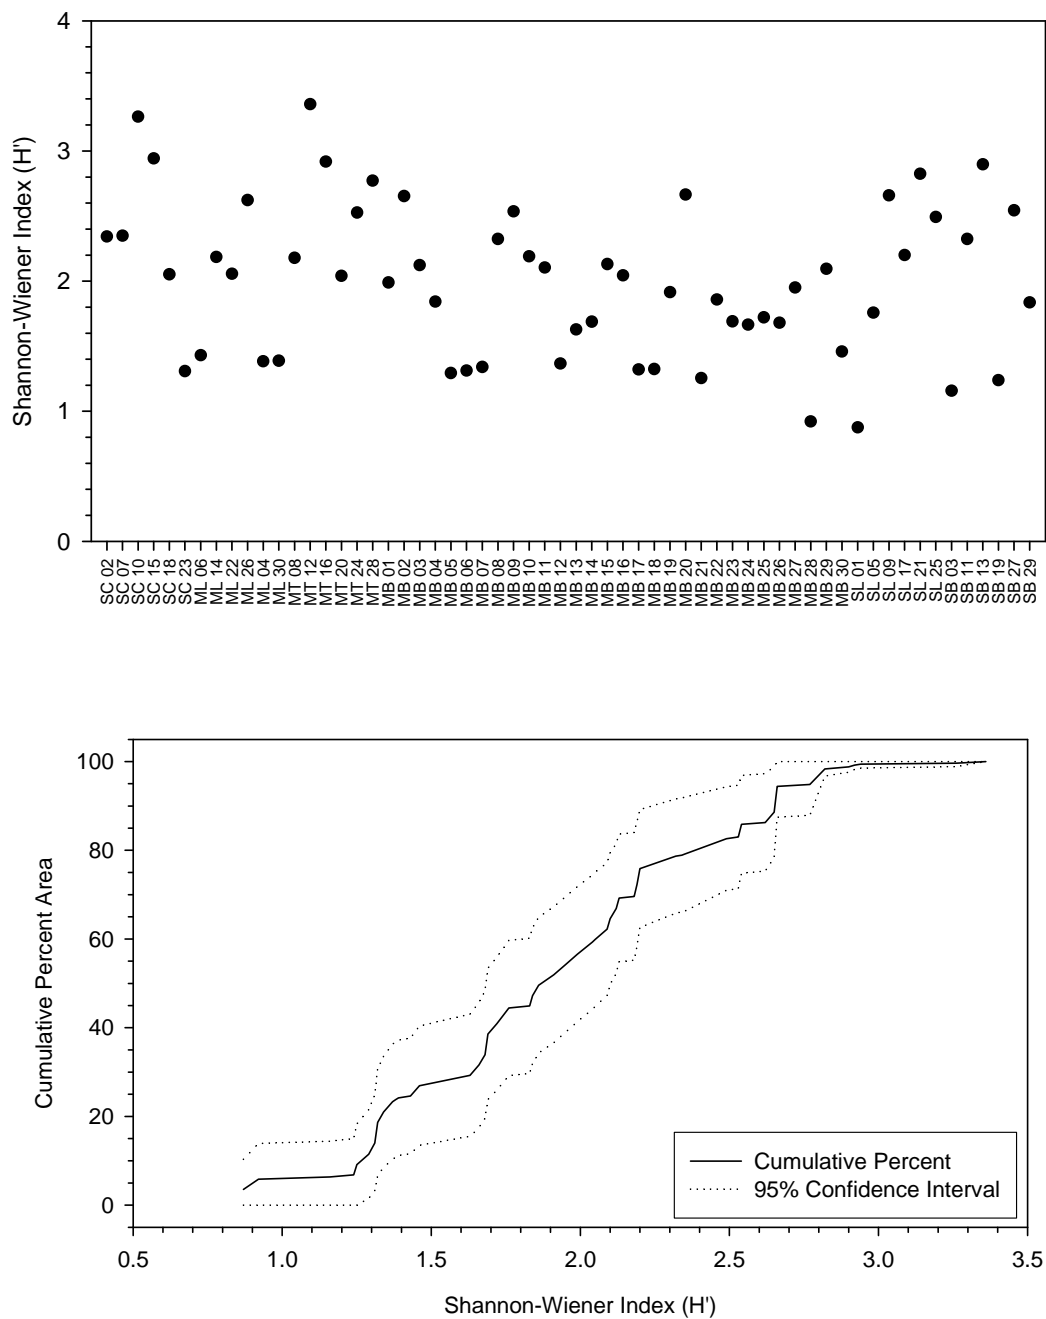 4
3
2
1
0
Shannon-Wiener Index (H')
SC 02
SC 07
SC 10
SC 15
SC 18
SC 23
ML 06
ML 14
ML 22
ML 26
ML 04
ML 30
MT 08
MT 12
MT 16
MT 20
MT 24
MT 28
MB 01
MB 02
MB 03
MB 04
MB 05
MB 06
MB 07
MB 08
MB 09
MB 10
MB 11
MB 12
MB 13
MB 14
MB 15
MB 16
MB 17
MB 18
MB 19
MB 20
MB 21
MB 22
MB 23
MB 24
MB 25
MB 26
MB 27
MB 28
MB 29
MB 30
SL 01
SL 05
SL 09
SL 17
SL 21
SL 25
SB 03
SB 11
SB 13
SB 19
SB 27
SB 29
100
80
60
40
20
0
Cumulative Percent Area
Cumulative Percent
95% Confidence Interval
0.5 1.0 1.5 2.0 2.5 3.0 3.5
Shannon-Wiener Index (H')